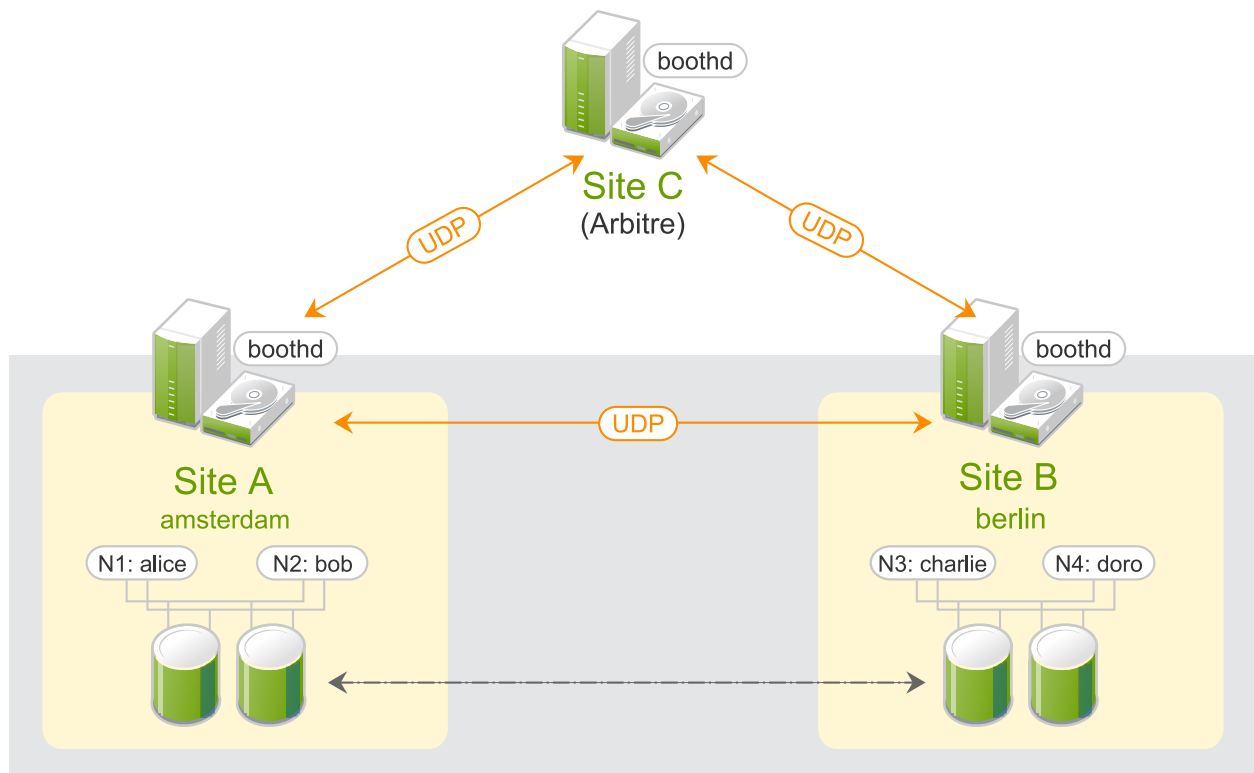 boothd
Site C
(Arbitre)
UDP
UDP
boothd
boothd
UDP
Site A
amsterdam
Site B
berlin
N1: alice
N2: bob
N3: charlie
N4: doro